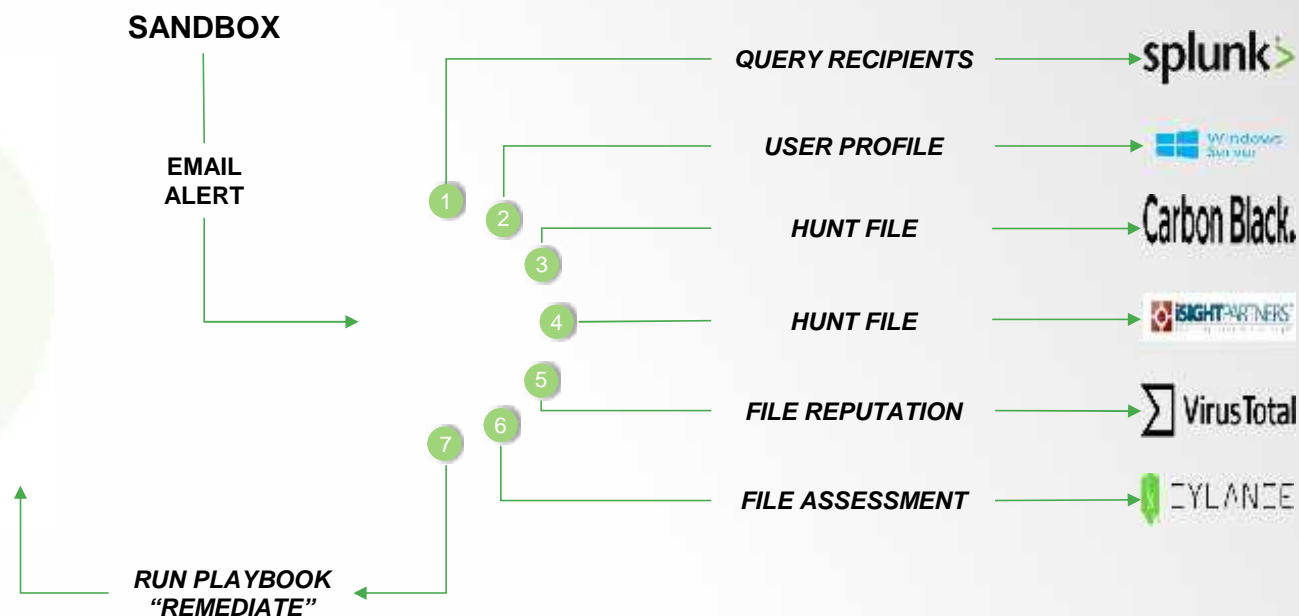 SANDBOX
EMAIL
ALERT
1
2
3
4
5
6
7
QUERY RECIPIENTS
splunk>
USER PROFILE
Windows
Server
HUNT FILE
Carbon Black.
HUNT FILE
iSIGHTPARTNERS
FILE REPUTATION
VirusTotal
FILE ASSESSMENT
CYLANCE
RUN PLAYBOOK
“REMEDIATE”